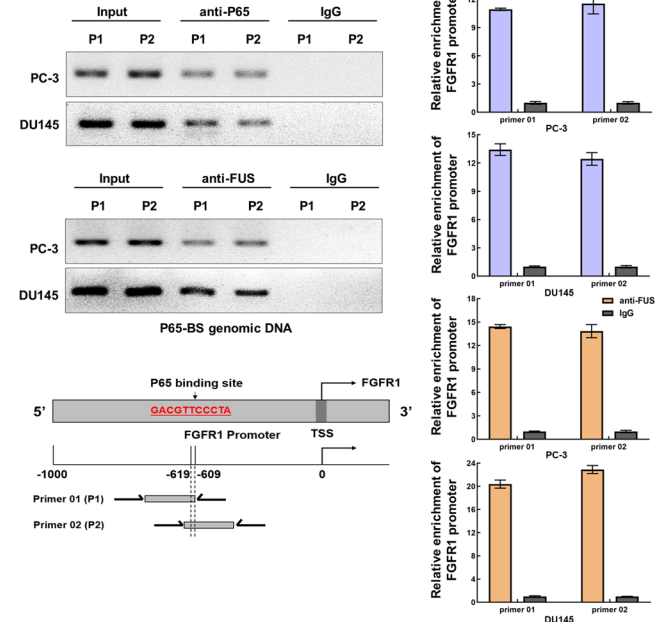 Input anti-P65 IgG
P1 P2 P1 P2 P1 P2
PC-3
DU145
Input anti-FUS IgG
P1 P2 P1 P2 P1 P2
PC-3
DU145
P65-BS genomic DNA
P65 binding site
FGFR1
5’ GACGTTCCCTA 3’
FGFR1 Promoter TSS
-1000 -619 -609 0
Primer 01 (P1)
Primer 02 (P2)
Relative enrichment of
FGFR1 promoter
12
9
6
3
0
primer 01 primer 02
PC-3
Relative enrichment of
FGFR1 promoter
15
12
9
6
3
0
primer 01 primer 02
DU145
anti-FUS
IgG
Relative enrichment of
FGFR1 promoter
18
15
12
9
6
3
0
primer 01 primer 02
PC-3
Relative enrichment of
FGFR1 promoter
24
20
16
12
8
4
0
primer 01 primer 02
DU145